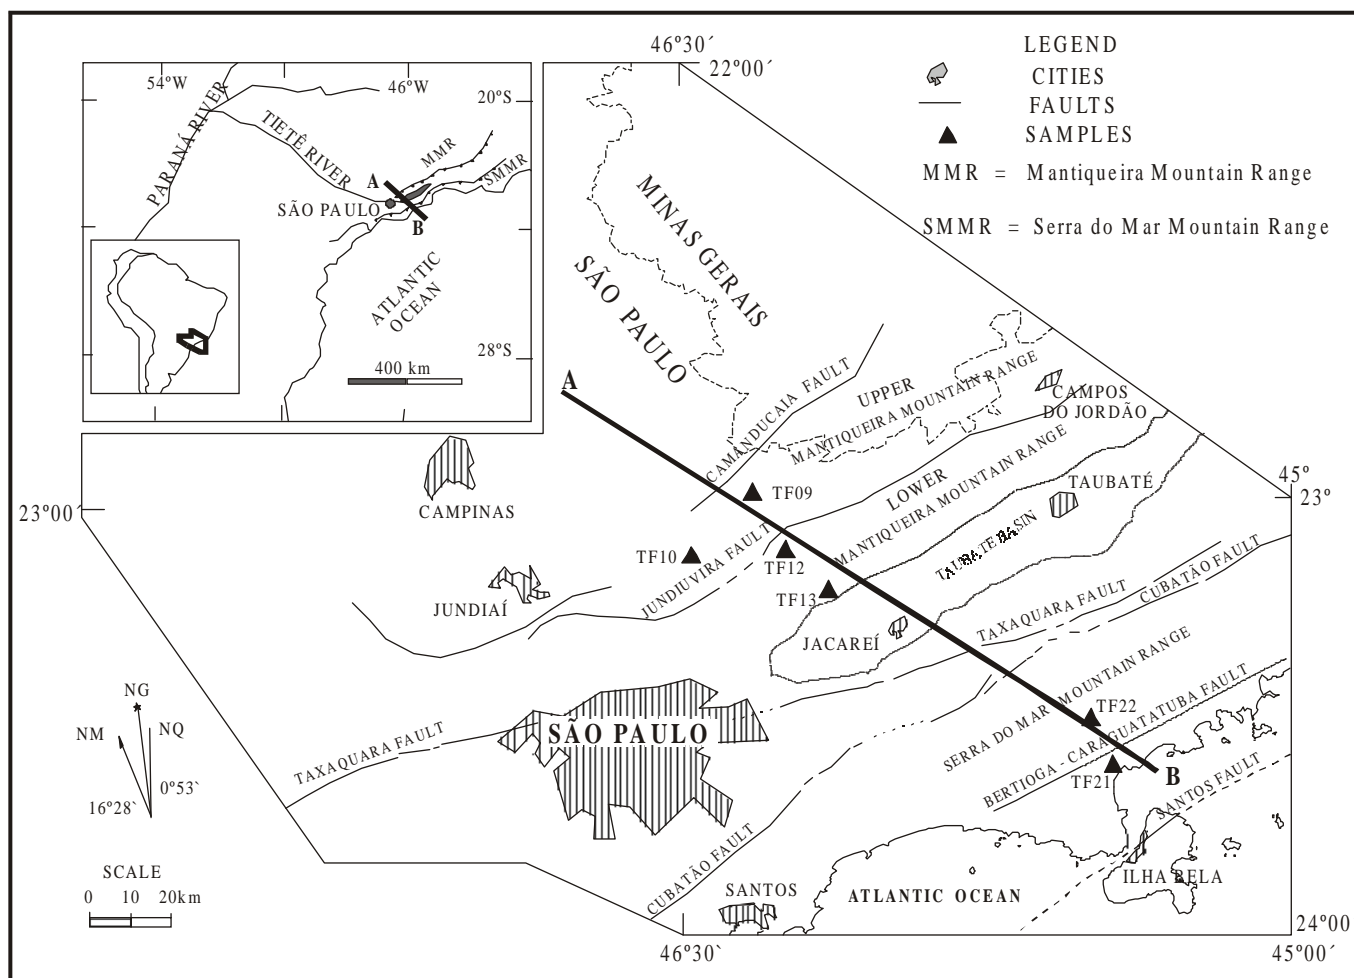 46º30´
22º00´
LEGEND
CITIES
FAULTS
SAMPLES
MMR = Mantiqueira Mountain Range
SMMR = Serra do Mar Mountain Range
54ºW
46ºW
20ºS
PARANÁ RIVER
TIETÊ RIVER
MMR
SMMR
A
SÃO PAULO
B
ATLANTIC
OCEAN
28ºS
400 km
MINAS GERAIS
SÃO PAULO
A
CAMANDUCAIA FAULT
UPPER
MANTIQUEIRA MOUNTAIN RANGE
CAMPOS
DO JORDÃO
LOWER
MANTIQUEIRA MOUNTAIN RANGE
TAUBATÉ
45º
23º
TF09
23º00´
CAMPINAS
TAUBATE BASIN
TF10
JUNDIUVIRA FAULT
TF12
TF13
JUNDIAÍ
JACAREÍ
TAXAQUARA FAULT
CUBATÃO FAULT
NG
NM
NQ
16º28`
0º53`
TAXAQUARA FAULT
SÃO PAULO
SERRA DO MAR MOUNTAIN RANGE
TF22
BERTIOGA - CARAGUATATUBA FAULT
TF21
B
SANTOS FAULT
SCALE
0 10 20km
CUBATÃO FAULT
SANTOS
ATLANTIC OCEAN
ILHA BELA
24º00
46º30´
45º00´